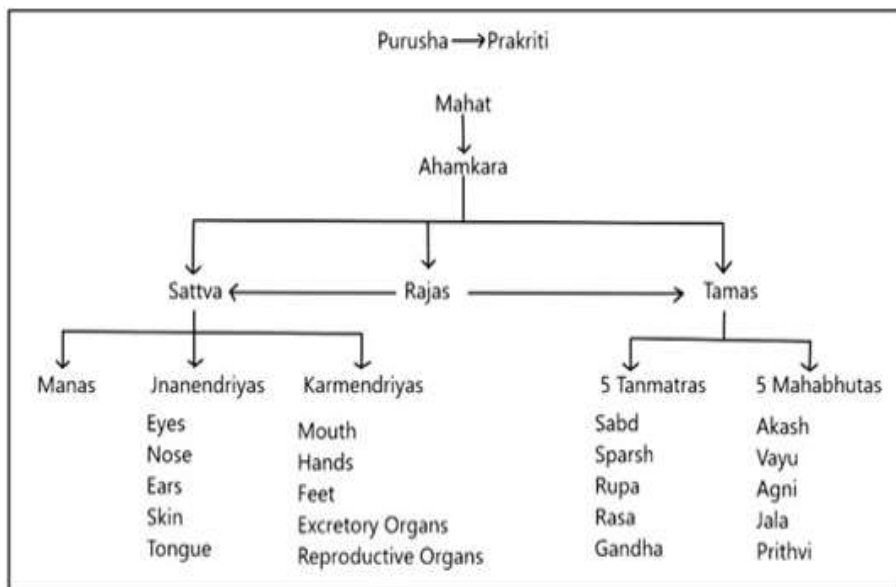 Purusha → Prakriti
Mahat
Ahamkara
Sattva Rajas Tamas
Manas Jnanendriyas Karmendriyas 5 Tanmatras 5 Mahabhutas
Eyes Mouth Sabd Akash
Nose Hands Sparsh Vayu
Ears Feet Rupa Agni
Skin Excretory Organs Rasa Jala
Tongue Reproductive Organs Gandha Prithvi